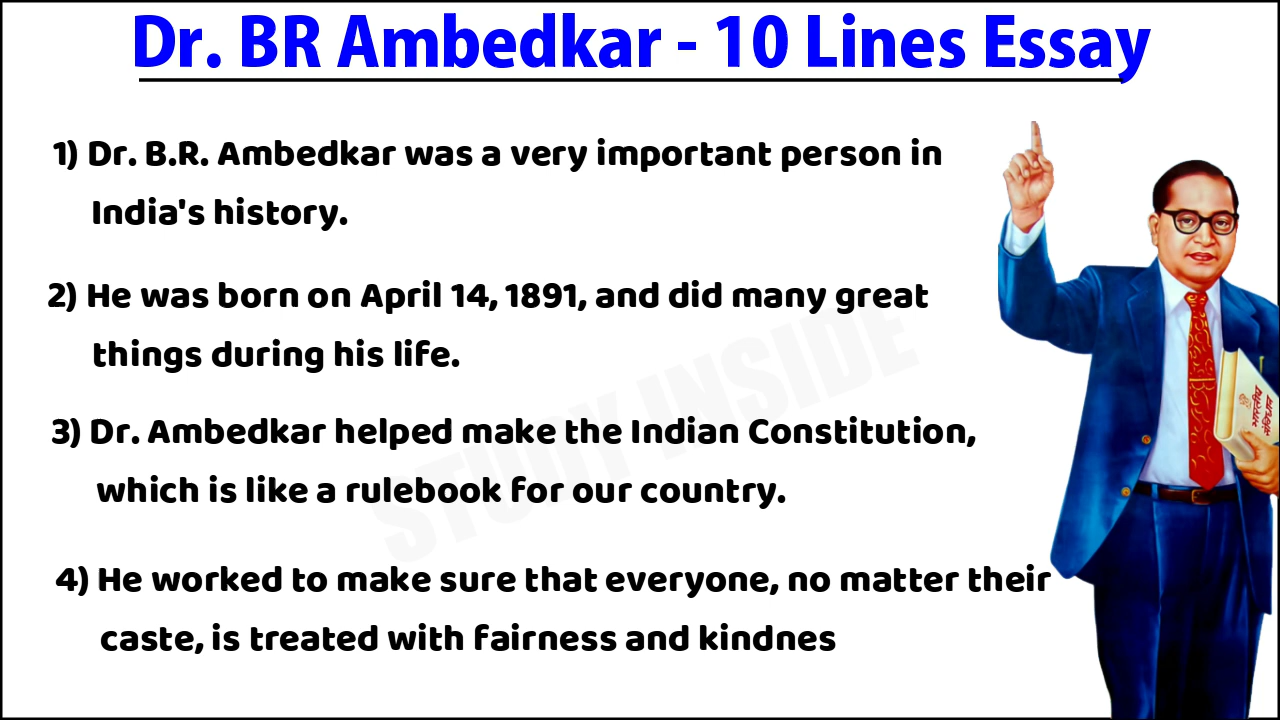 Dr. BR Ambedkar - 10 Lines Essay
1) Dr. B.R. Ambedkar was a very important person in
India's history.
2) He was born on April 14, 1891, and did many great
things during his life.
3) Dr. Ambedkar helped make the Indian Constitution,
which is like a rulebook for our country.
4) He worked to make sure that everyone, no matter their
caste, is treated with fairness and kindnes
STUDY INSIDE